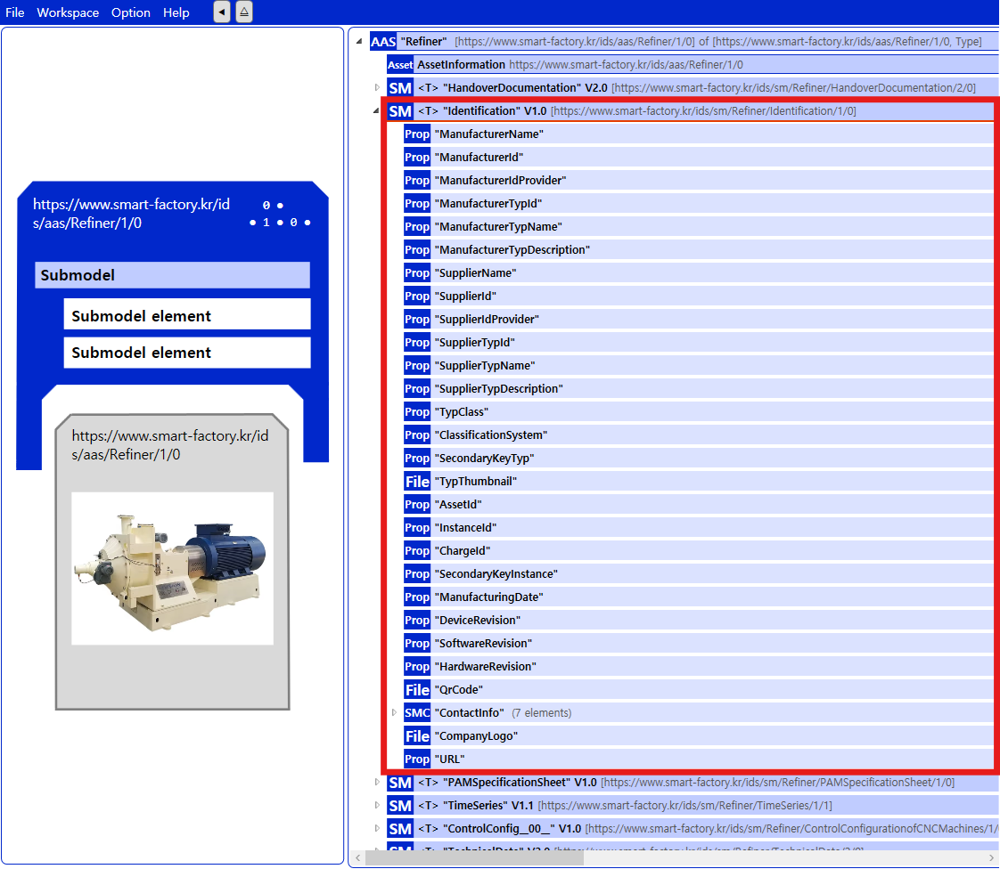 File Workspace Option Help
https://www.smart-factory.kr/id
s/aas/Refiner/1/0
0
1 0
Submodel
Submodel element
Submodel element
https://www.smart-factory.kr/id
s/aas/Refiner/1/0
AAS "Refiner" [https://www.smart-factory.kr/ids/aas/Refiner/1/0] of [https://www.smart-factory.kr/ids/aas/Refiner/1/0, Type]
Asset AssetInformation https://www.smart-factory.kr/ids/aas/Refiner/1/0
SM <T> "HandoverDocumentation" V2.0 [https://www.smart-factory.kr/ids/sm/Refiner/HandoverDocumentation/2/0]
SM <T> "Identification" V1.0 [https://www.smart-factory.kr/ids/sm/Refiner/Identification/1/0]
Prop "ManufacturerName"
Prop "ManufacturerId"
Prop "ManufacturerIdProvider"
Prop "ManufacturerTypId"
Prop "ManufacturerTypName"
Prop "ManufacturerTypDescription"
Prop "SupplierName"
Prop "SupplierId"
Prop "SupplierIdProvider"
Prop "SupplierTypId"
Prop "SupplierTypName"
Prop "SupplierTypDescription"
Prop "TypClass"
Prop "ClassificationSystem"
Prop "SecondaryKeyTyp"
File "TypThumbnail"
Prop "AssetId"
Prop "InstanceId"
Prop "ChargeId"
Prop "SecondaryKeyInstance"
Prop "ManufacturingDate"
Prop "DeviceRevision"
Prop "SoftwareRevision"
Prop "HardwareRevision"
File "QrCode"
SMC "ContactInfo" (7 elements)
File "CompanyLogo"
Prop "URL"
SM <T> "PAMSpecificationSheet" V1.0 [https://www.smart-factory.kr/ids/sm/Refiner/PAMSpecificationSheet/1/0]
SM <T> "TimeSeries" V1.1 [https://www.smart-factory.kr/ids/sm/Refiner/TimeSeries/1/1]
SM <T> "ControlConfig__00__" V1.0 [https://www.smart-factory.kr/ids/sm/Refiner/ControlConfigurationofCNCMachines/1/